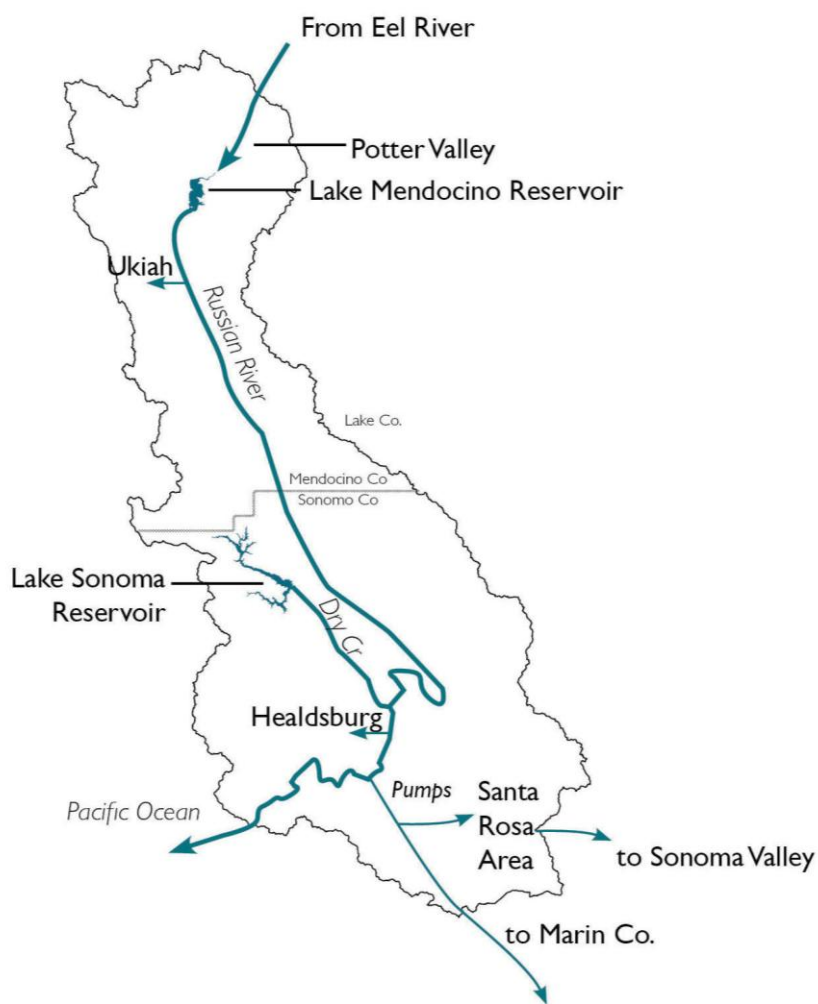 From Eel River
Potter Valley
Lake Mendocino Reservoir
Ukiah
Russian River
Lake Co.
Mendocino Co
Sonomo Co
Lake Sonoma
Reservoir
Dry Cr
Healdsburg
Pumps
Santa
Rosa
Area
Pacific Ocean
to Sonoma Valley
to Marin Co.